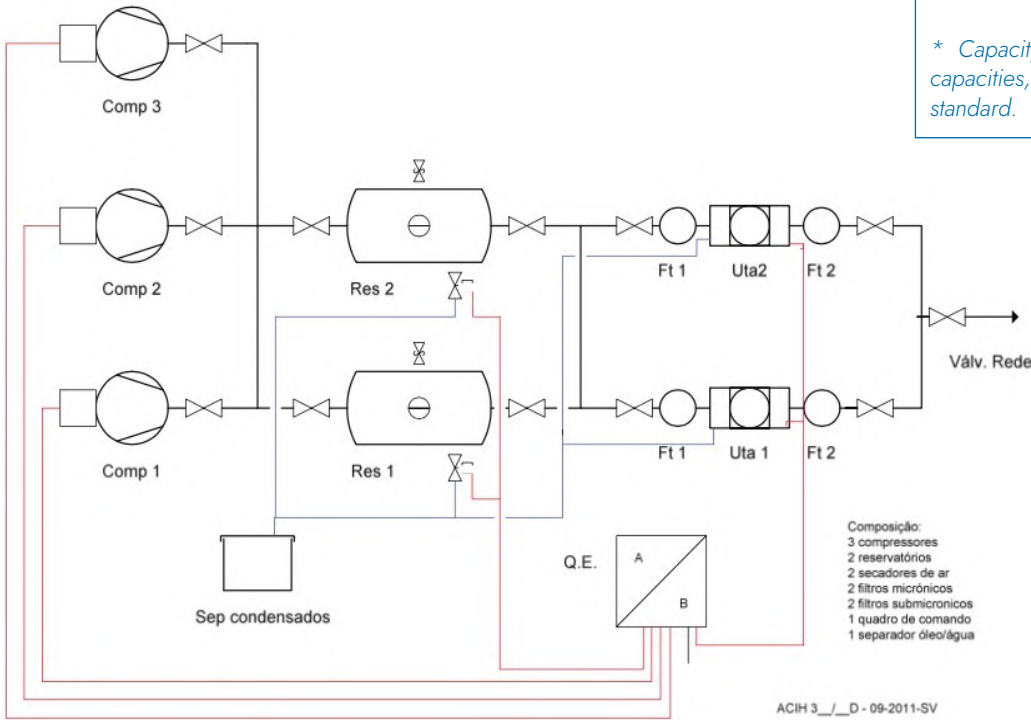 * Capacity
capacities,
standard.
Comp 3
Comp 2
Res 2
Ft 1
Uta2
Ft 2
Válv. Rede
Comp 1
Res 1
Ft 1
Uta 1
Ft 2
Q.E.
A
B
Sep condensados
Composição:
3 compressores
2 reservatórios
2 secadores de ar
2 filtros micrónicos
2 filtros submicronicos
1 quadro de comando
1 separador óleo/água
ACIH 3__/__D - 09-2011-SV